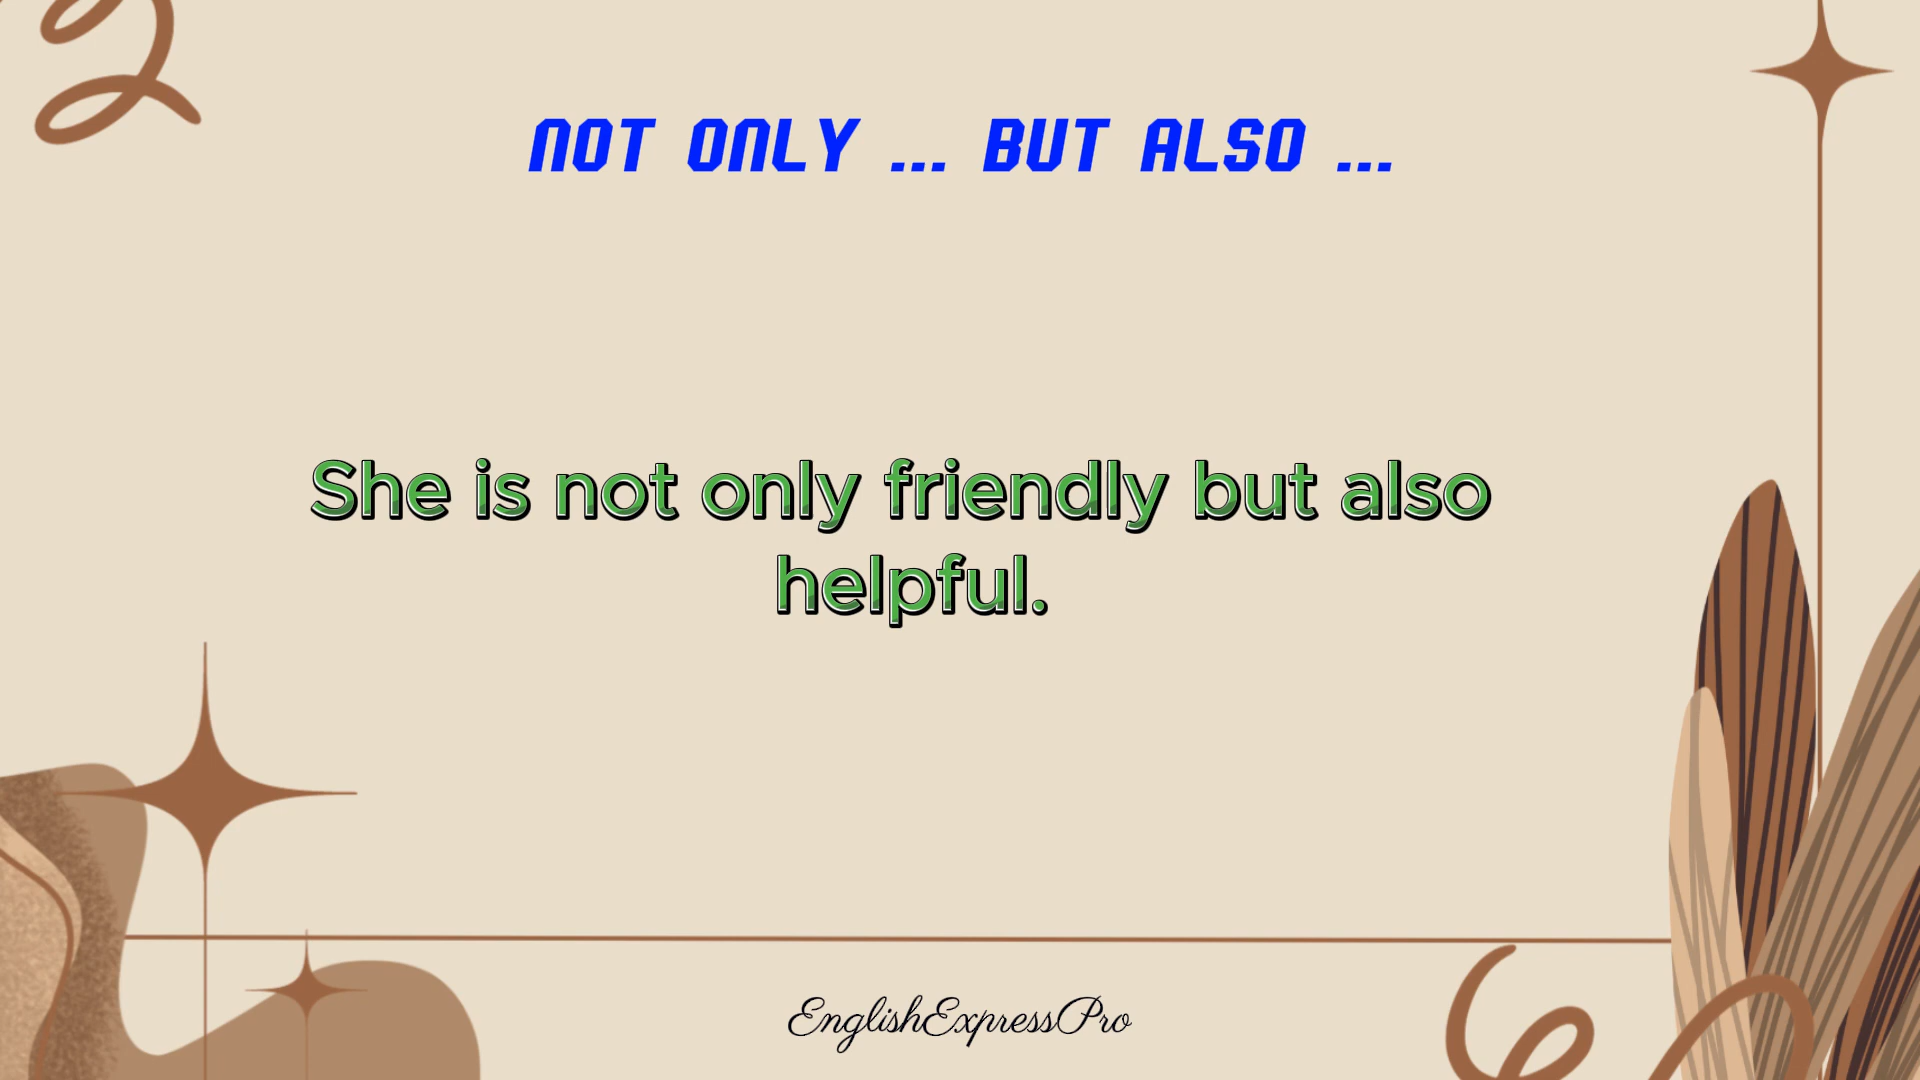 NOT ONLY ... BUT ALSO ...
She is not only friendly but also
helpful.
EnglishExpressPro